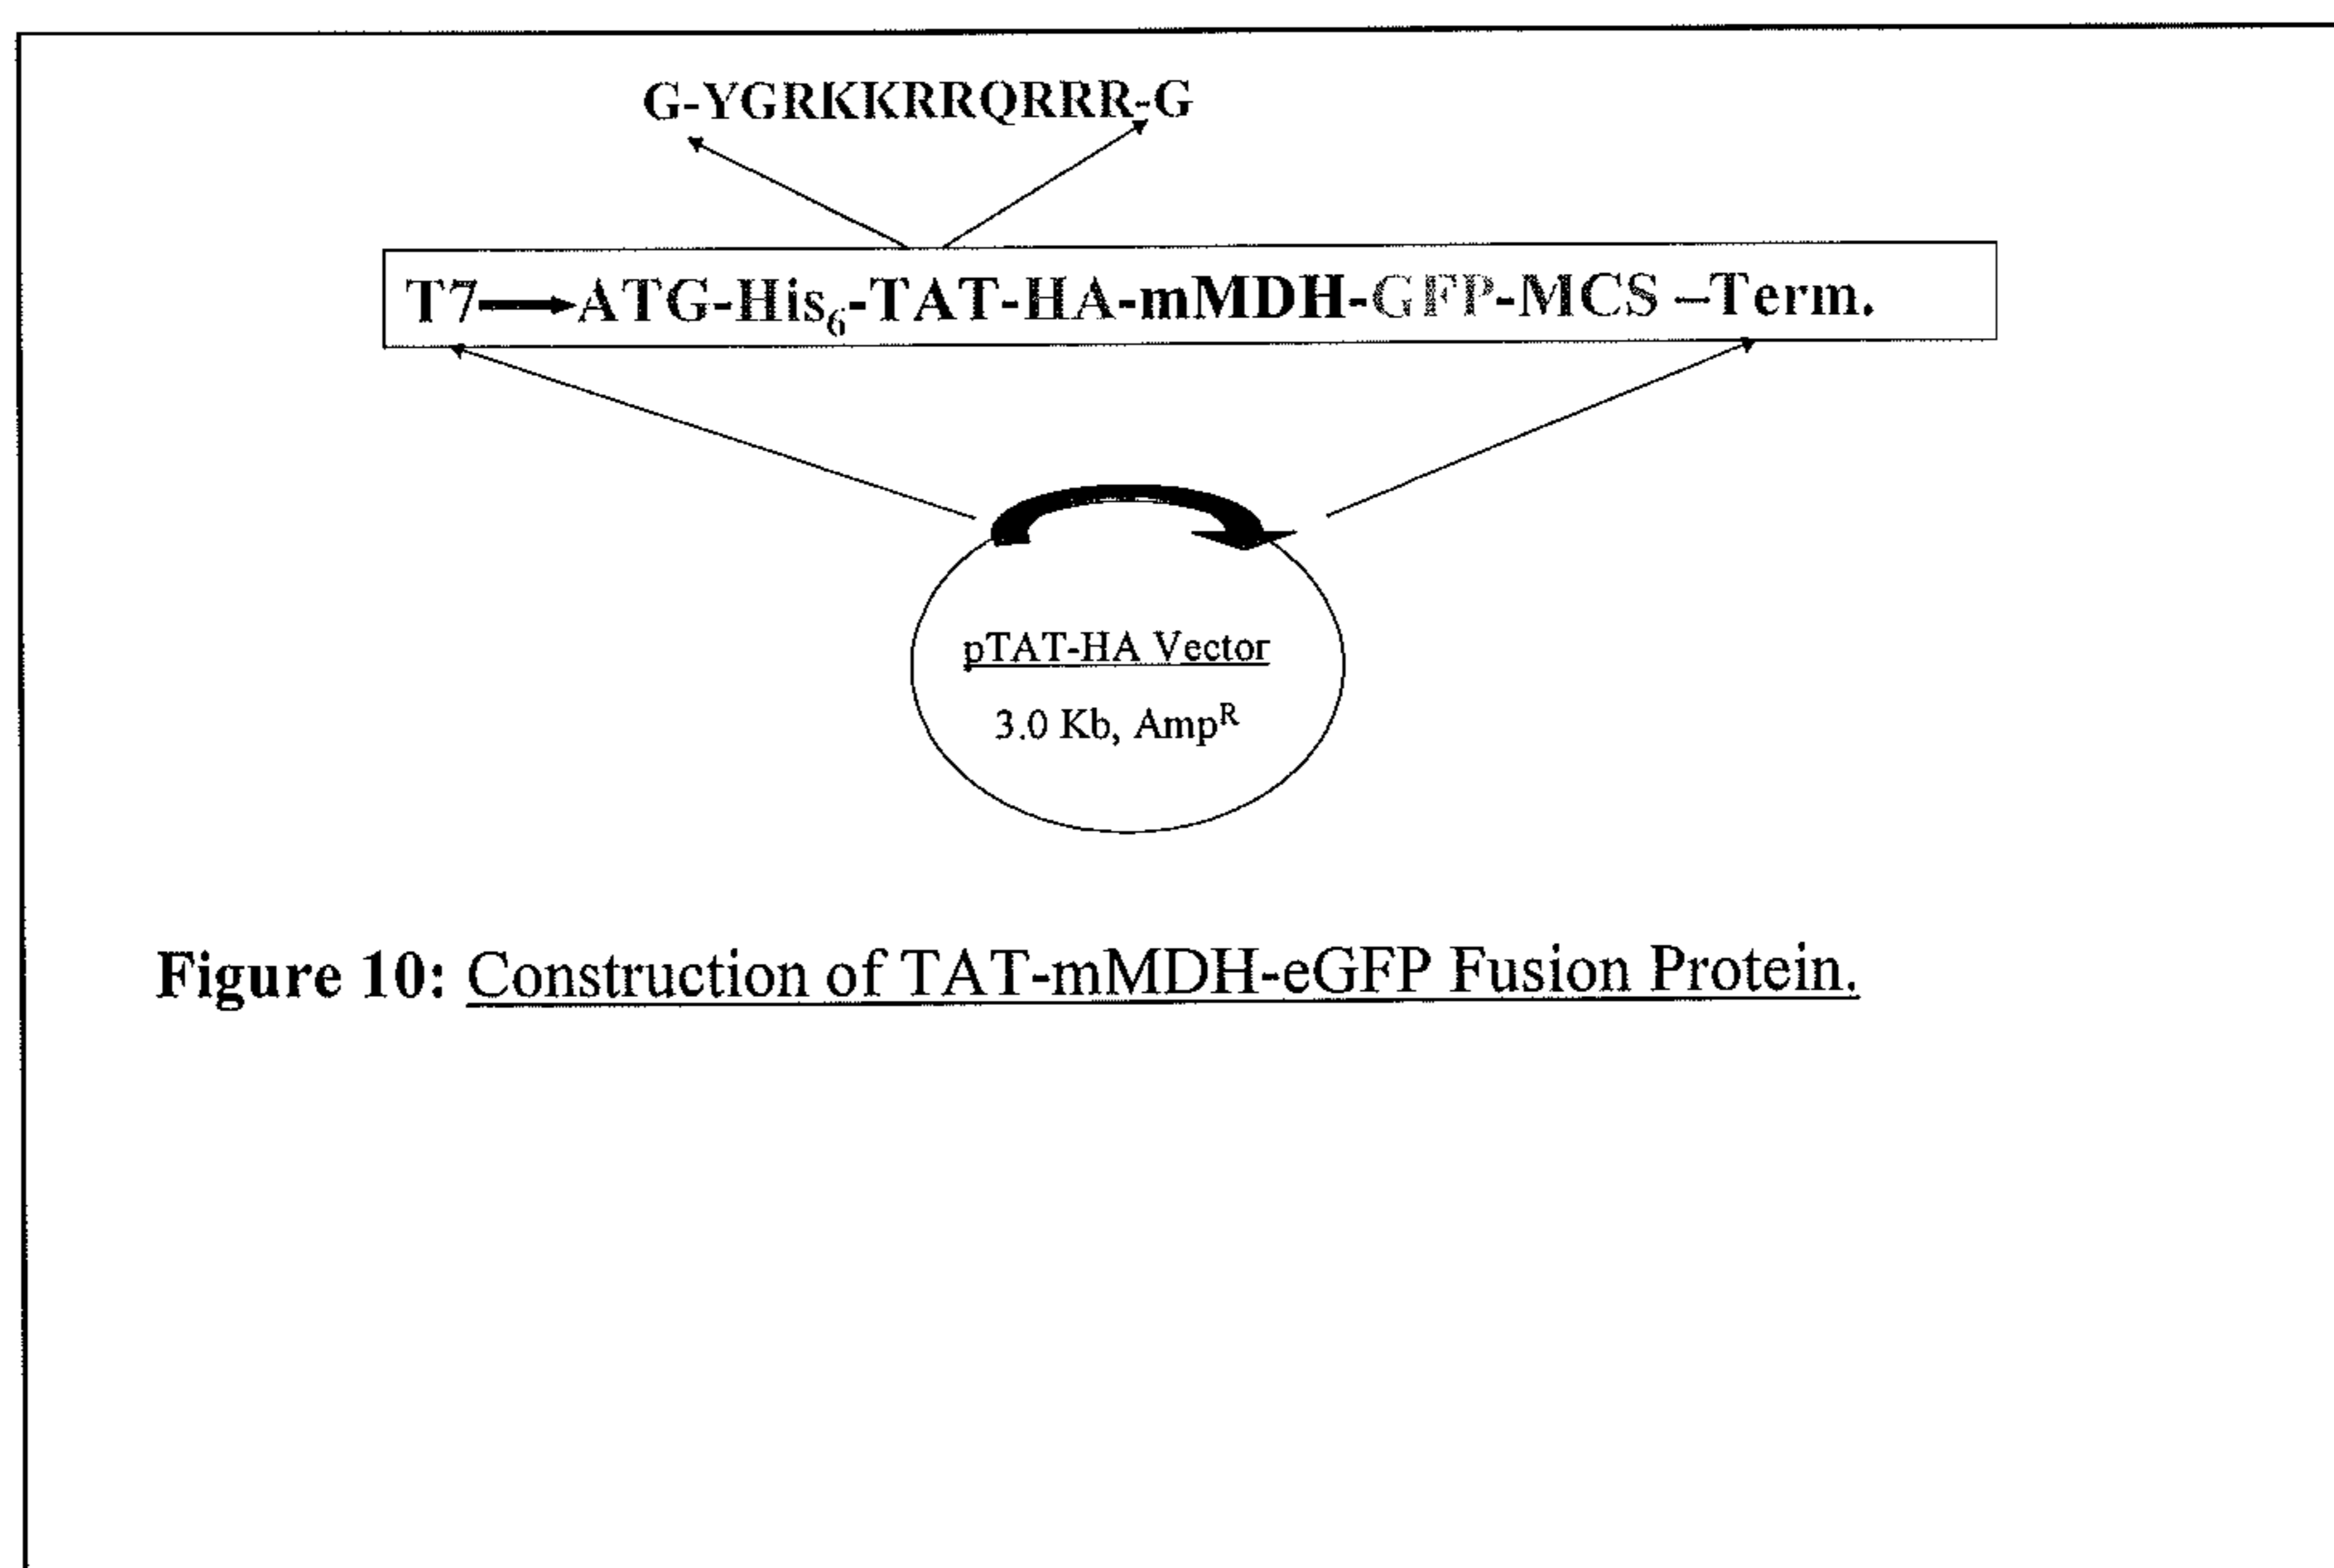 G-YGRKKRRQRRR-G
T7→ATG-His₆-TAT-HA-mMDH-GFP-MCS –Term.
pTAT-HA Vector
3.0 Kb, Ampᴿ
Figure 10: Construction of TAT-mMDH-eGFP Fusion Protein.